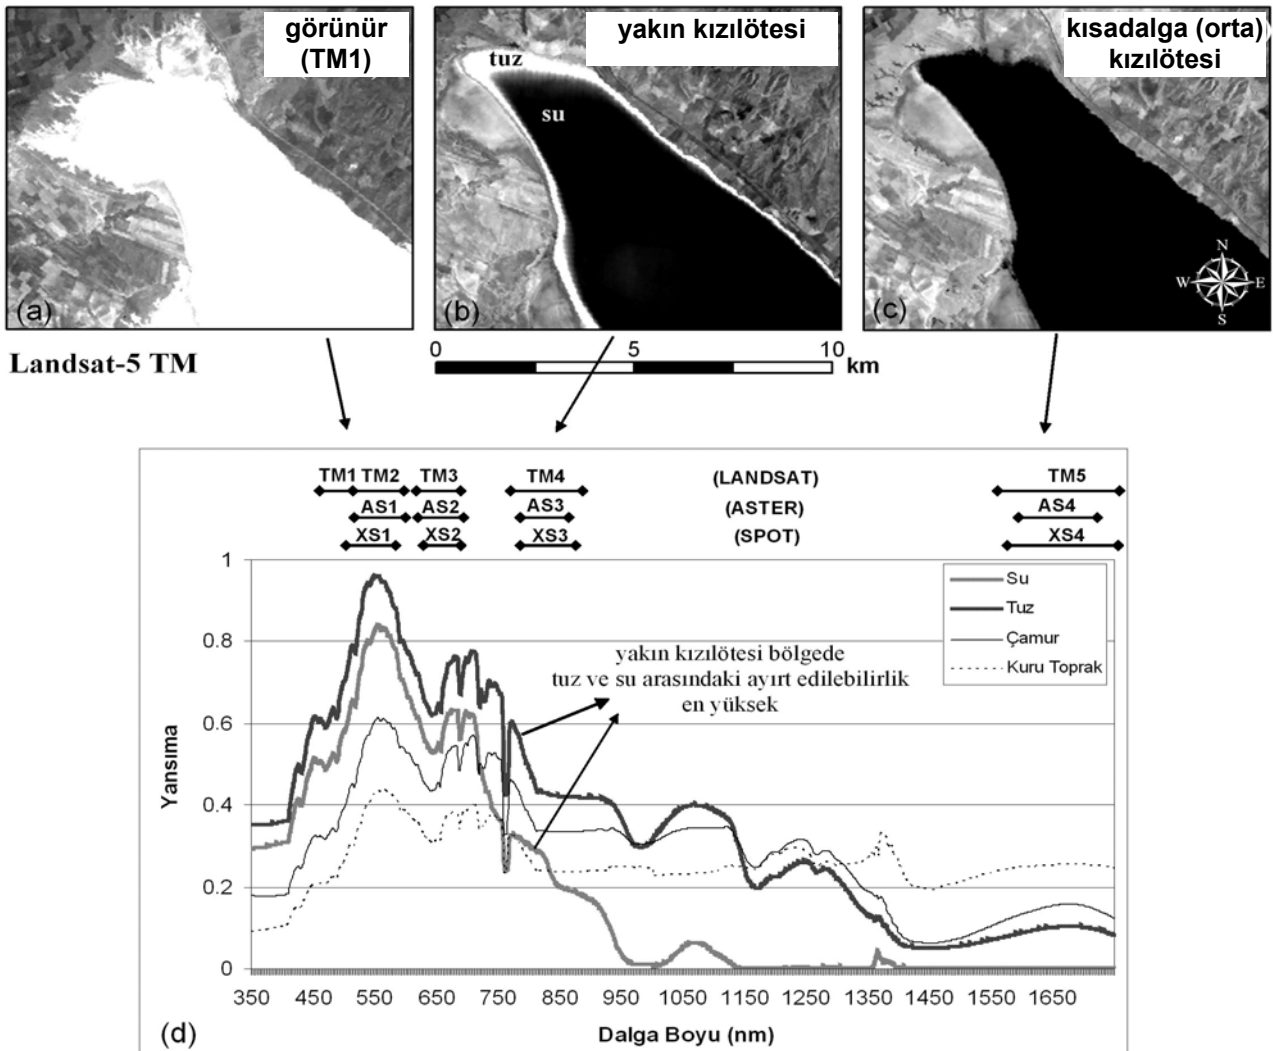 görünür
(TM1)
yakın kızılötesi
kısadalga (orta)
kızılötesi
tuz
su
N
W E
S
(a)
(b)
(c)
Landsat-5 TM
0 5 10
km
TM1 TM2 TM3 TM4 (LANDSAT) TM5
AS1 AS2 AS3 (ASTER) AS4
XS1 XS2 XS3 (SPOT) XS4
Su
Tuz
Çamur
Kuru Toprak
yakın kızılötesi bölgede
tuz ve su arasındaki ayırt edilebilirlik
en yüksek
Yansıma
1
0.8
0.6
0.4
0.2
0
350 450 550 650 750 850 950 1050 1150 1250 1350 1450 1550 1650
Dalga Boyu (nm)
(d)